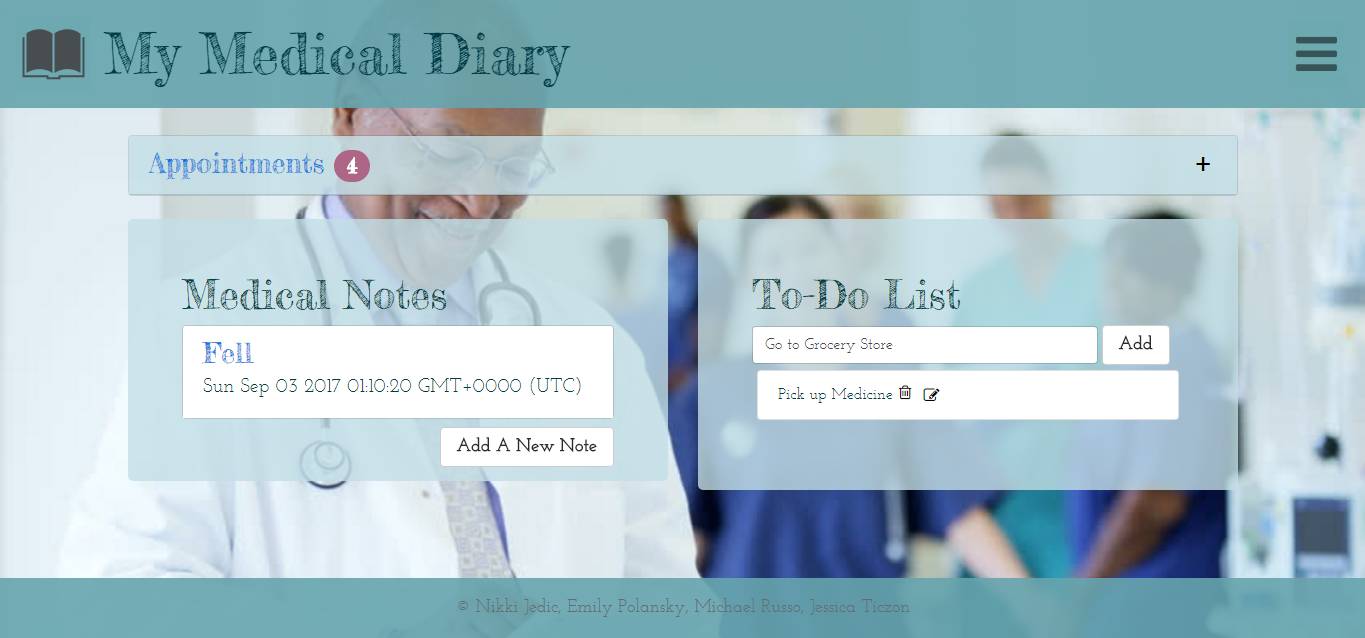 My Medical Diary
Appointments 4 +
Medical Notes
Fell
Sun Sep 03 2017 01:10:20 GMT+0000 (UTC)
Add A New Note
To-Do List
Go to Grocery Store Add
Pick up Medicine
© Nikki Jedic, Emily Polansky, Michael Russo, Jessica Ticzon